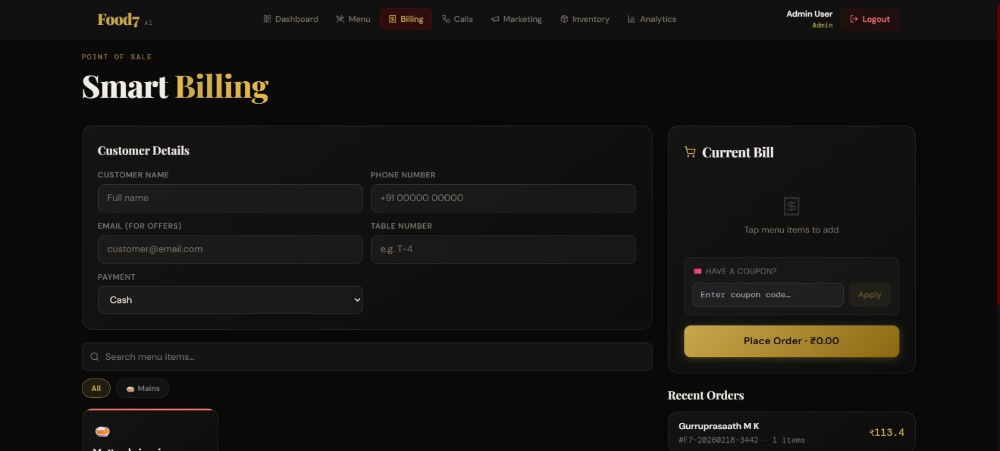 Food7 AI
Dashboard
Menu
Billing
Calls
Marketing
Inventory
Analytics
Admin User
Admin
Logout
POINT OF SALE
Smart Billing
Customer Details
CUSTOMER NAME
PHONE NUMBER
Full name
+91 00000 00000
EMAIL (FOR OFFERS)
TABLE NUMBER
customer@email.com
e.g. T-4
PAYMENT
Cash
Search menu items...
All
Mains
Current Bill
Tap menu items to add
HAVE A COUPON?
Enter coupon code…
Apply
Place Order · ₹0.00
Recent Orders
Gurruprasaath M K
#F7-20260218-3442 · 1 items
₹113.4